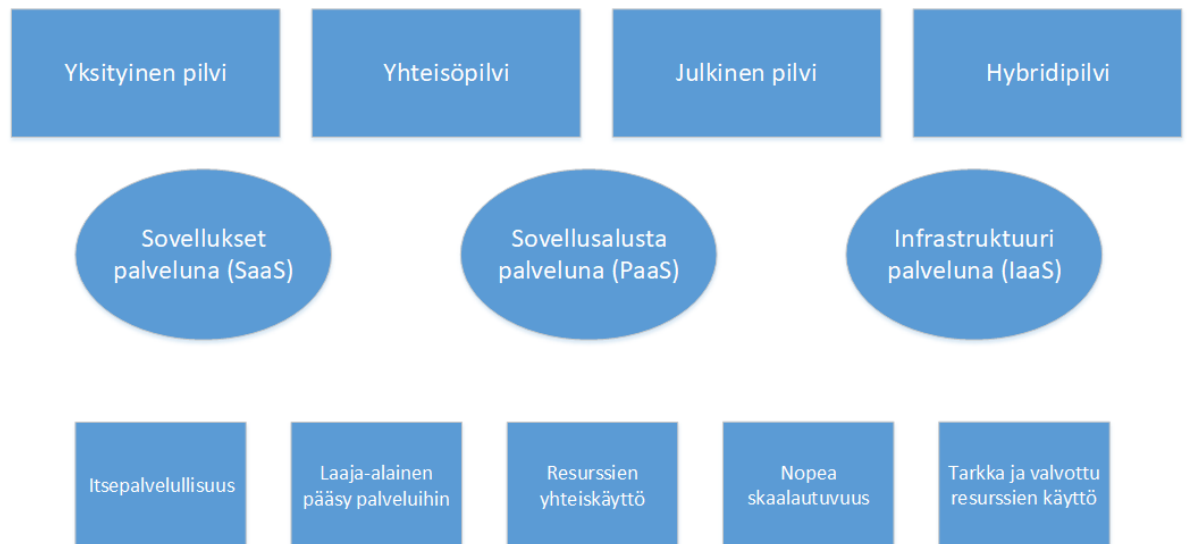 Yksityinen pilvi
Yhteisöpilvi
Julkinen pilvi
Hybridipilvi
Sovellukset
palveluna (SaaS)
Sovellusalusta
palveluna (PaaS)
Infrastruktuuri
palveluna (IaaS)
Itsepalvelullisuus
Laaja-alainen
pääsy palveluihin
Resurssien
yhteiskäyttö
Nopea
skaalautuvuus
Tarkka ja valvottu
resurssien käyttö